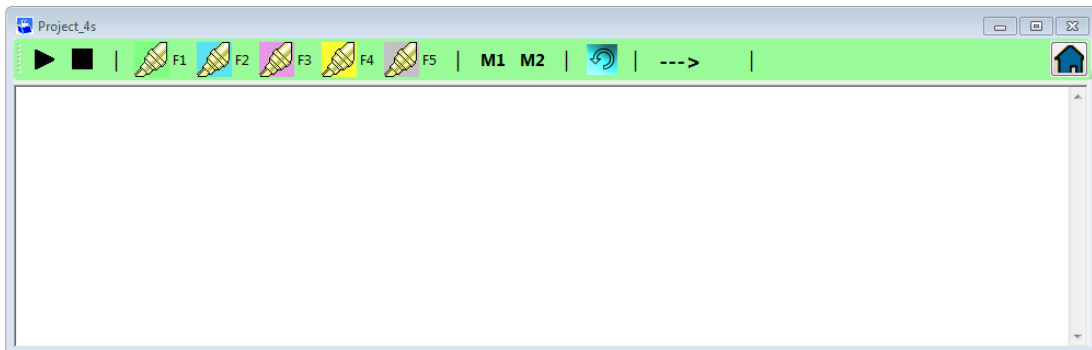 Project_4s
| F1 F2 F3 F4 F5 | M1 M2 | | ---> |